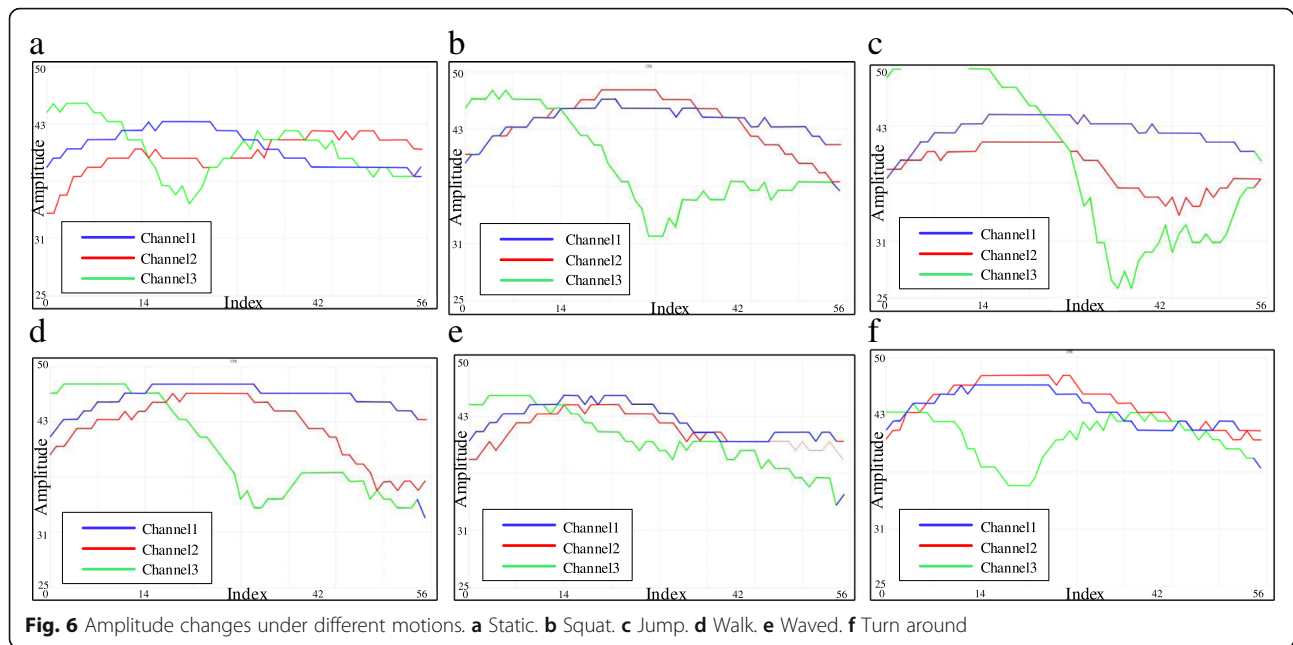 a
50
43
31
25
0
14
42
56
Amplitude
Index
Channel1
Channel2
Channel3
b
50
43
31
25
0
14
42
56
Amplitude
Index
Channel1
Channel2
Channel3
c
50
43
31
25
0
14
42
56
Amplitude
Index
Channel1
Channel2
Channel3
d
50
43
31
25
0
14
42
56
Amplitude
Index
Channel1
Channel2
Channel3
e
50
43
31
25
0
14
42
56
Amplitude
Index
Channel1
Channel2
Channel3
f
50
43
31
25
0
14
42
56
Amplitude
Index
Channel1
Channel2
Channel3
Fig. 6 Amplitude changes under different motions. a Static. b Squat. c Jump. d Walk. e Waved. f Turn around